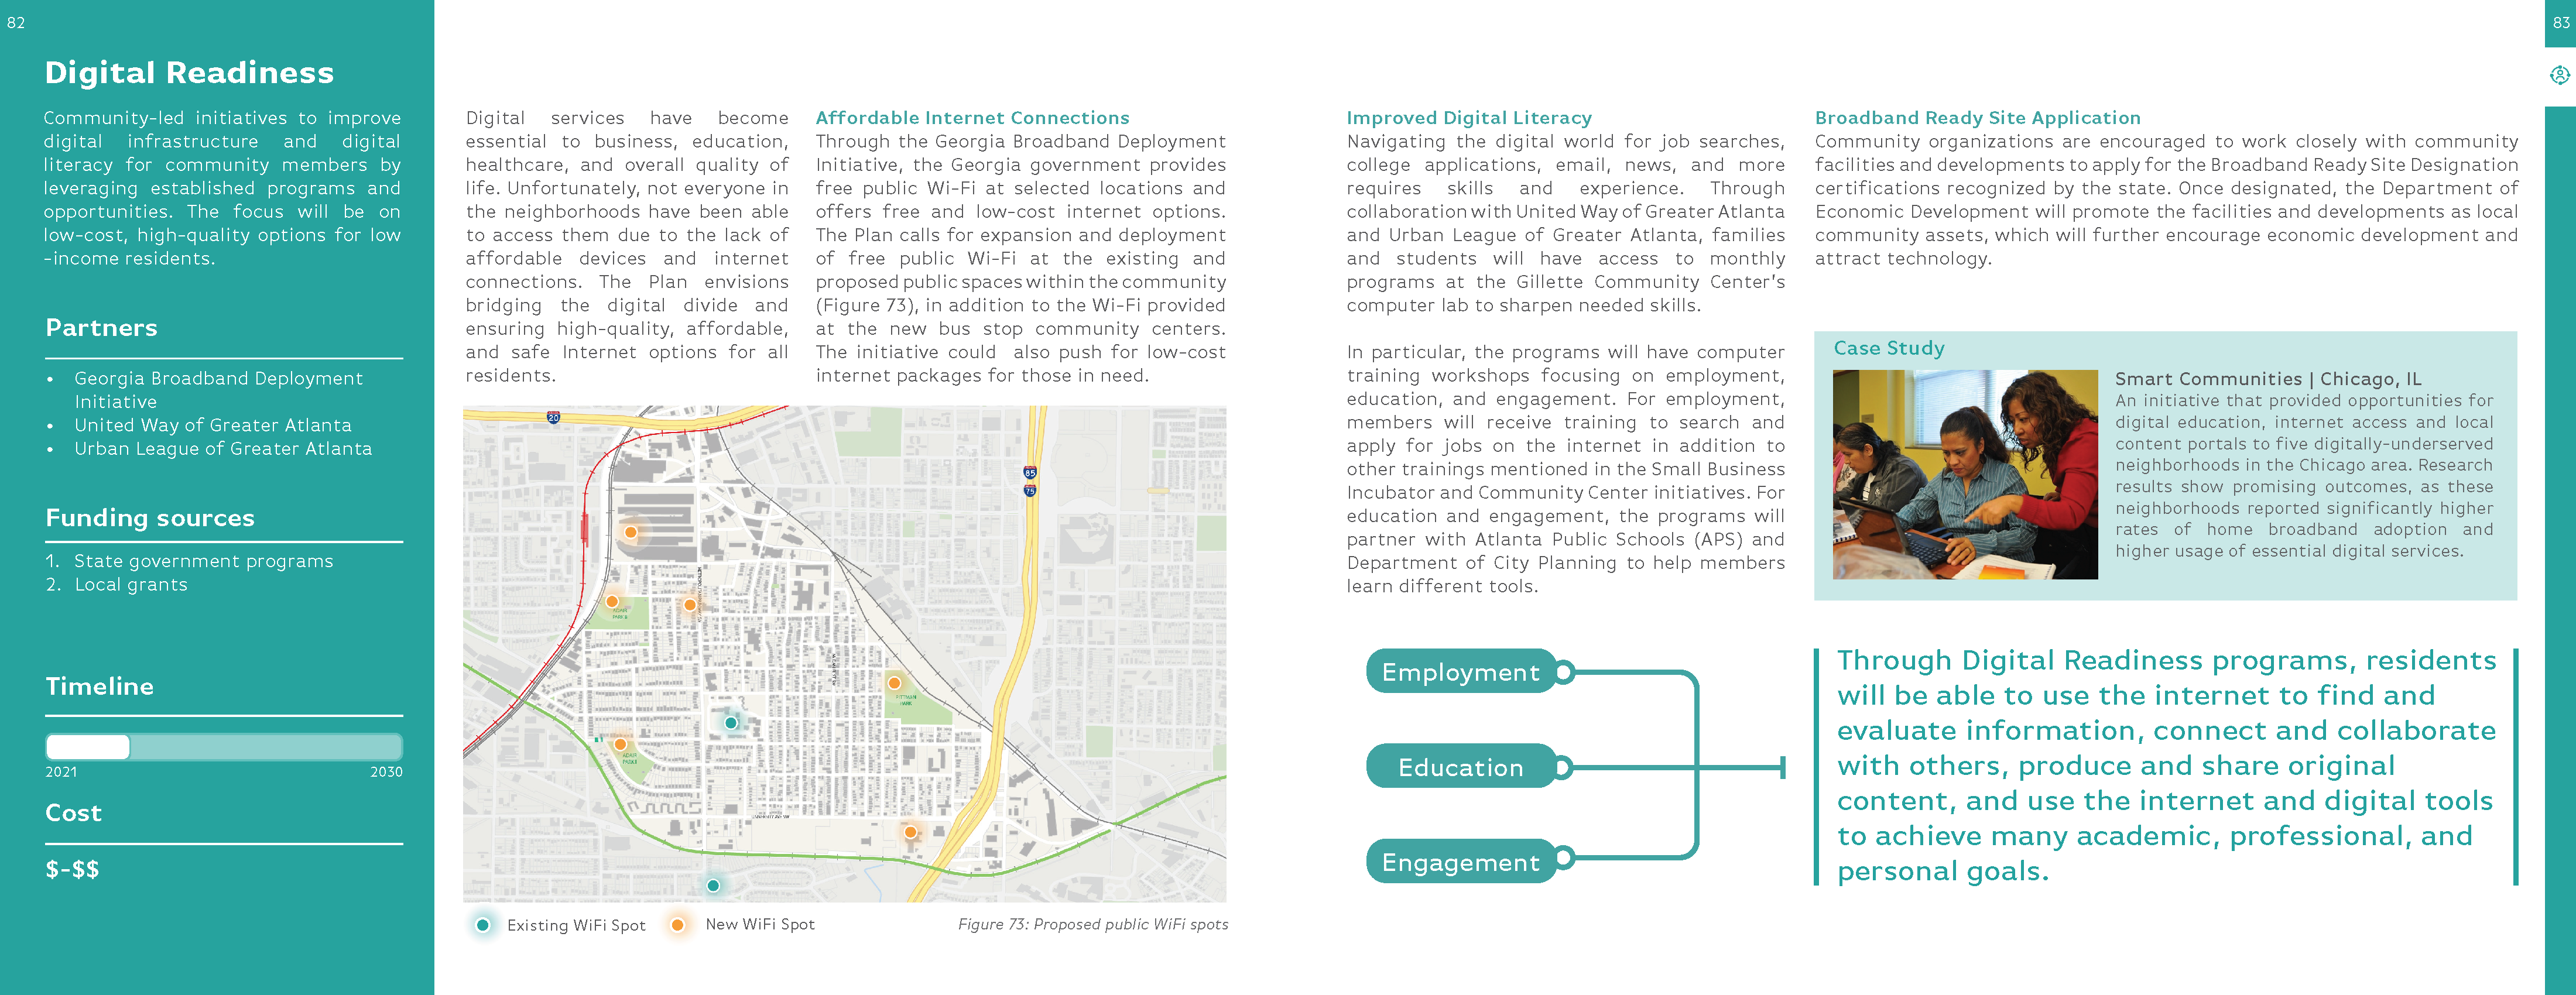 82
Digital Readiness
Community-led initiatives to improve
digital infrastructure and digital
literacy for community members by
leveraging established programs and
opportunities. The focus will be on
low-cost, high-quality options for low
-income residents.
Partners
• Georgia Broadband Deployment
Initiative
• United Way of Greater Atlanta
• Urban League of Greater Atlanta
Funding sources
1. State government programs
2. Local grants
Timeline
2021
2030
Cost
$-$$
Digital services have become
essential to business, education,
healthcare, and overall quality of
life. Unfortunately, not everyone in
the neighborhoods have been able
to access them due to the lack of
affordable devices and internet
connections. The Plan envisions
bridging the digital divide and
ensuring high-quality, affordable,
and safe Internet options for all
residents.
Affordable Internet Connections
Through the Georgia Broadband Deployment
Initiative, the Georgia government provides
free public Wi-Fi at selected locations and
offers free and low-cost internet options.
The Plan calls for expansion and deployment
of free public Wi-Fi at the existing and
proposed public spaces within the community
(Figure 73), in addition to the Wi-Fi provided
at the new bus stop community centers.
The initiative could also push for low-cost
internet packages for those in need.
20
85
75
PARK
PITTMAN
PARK
ADAIR
PARK II
Existing WiFi Spot
New WiFi Spot
Figure 73: Proposed public WiFi spots
Improved Digital Literacy
Navigating the digital world for job searches,
college applications, email, news, and more
requires skills and experience. Through
collaboration with United Way of Greater Atlanta
and Urban League of Greater Atlanta, families
and students will have access to monthly
programs at the Gillette Community Center's
computer lab to sharpen needed skills.
In particular, the programs will have computer
training workshops focusing on employment,
education, and engagement. For employment,
members will receive training to search and
apply for jobs on the internet in addition to
other trainings mentioned in the Small Business
Incubator and Community Center initiatives. For
education and engagement, the programs will
partner with Atlanta Public Schools (APS) and
Department of City Planning to help members
learn different tools.
Employment
Education
Engagement
83
Broadband Ready Site Application
Community organizations are encouraged to work closely with community
facilities and developments to apply for the Broadband Ready Site Designation
certifications recognized by the state. Once designated, the Department of
Economic Development will promote the facilities and developments as local
community assets, which will further encourage economic development and
attract technology.
Case Study
Smart Communities | Chicago, IL
An initiative that provided opportunities for
digital education, internet access and local
content portals to five digitally-underserved
neighborhoods in the Chicago area. Research
results show promising outcomes, as these
neighborhoods reported significantly higher
rates of home broadband adoption and
higher usage of essential digital services.
Through Digital Readiness programs, residents
will be able to use the internet to find and
evaluate information, connect and collaborate
with others, produce and share original
content, and use the internet and digital tools
to achieve many academic, professional, and
personal goals.